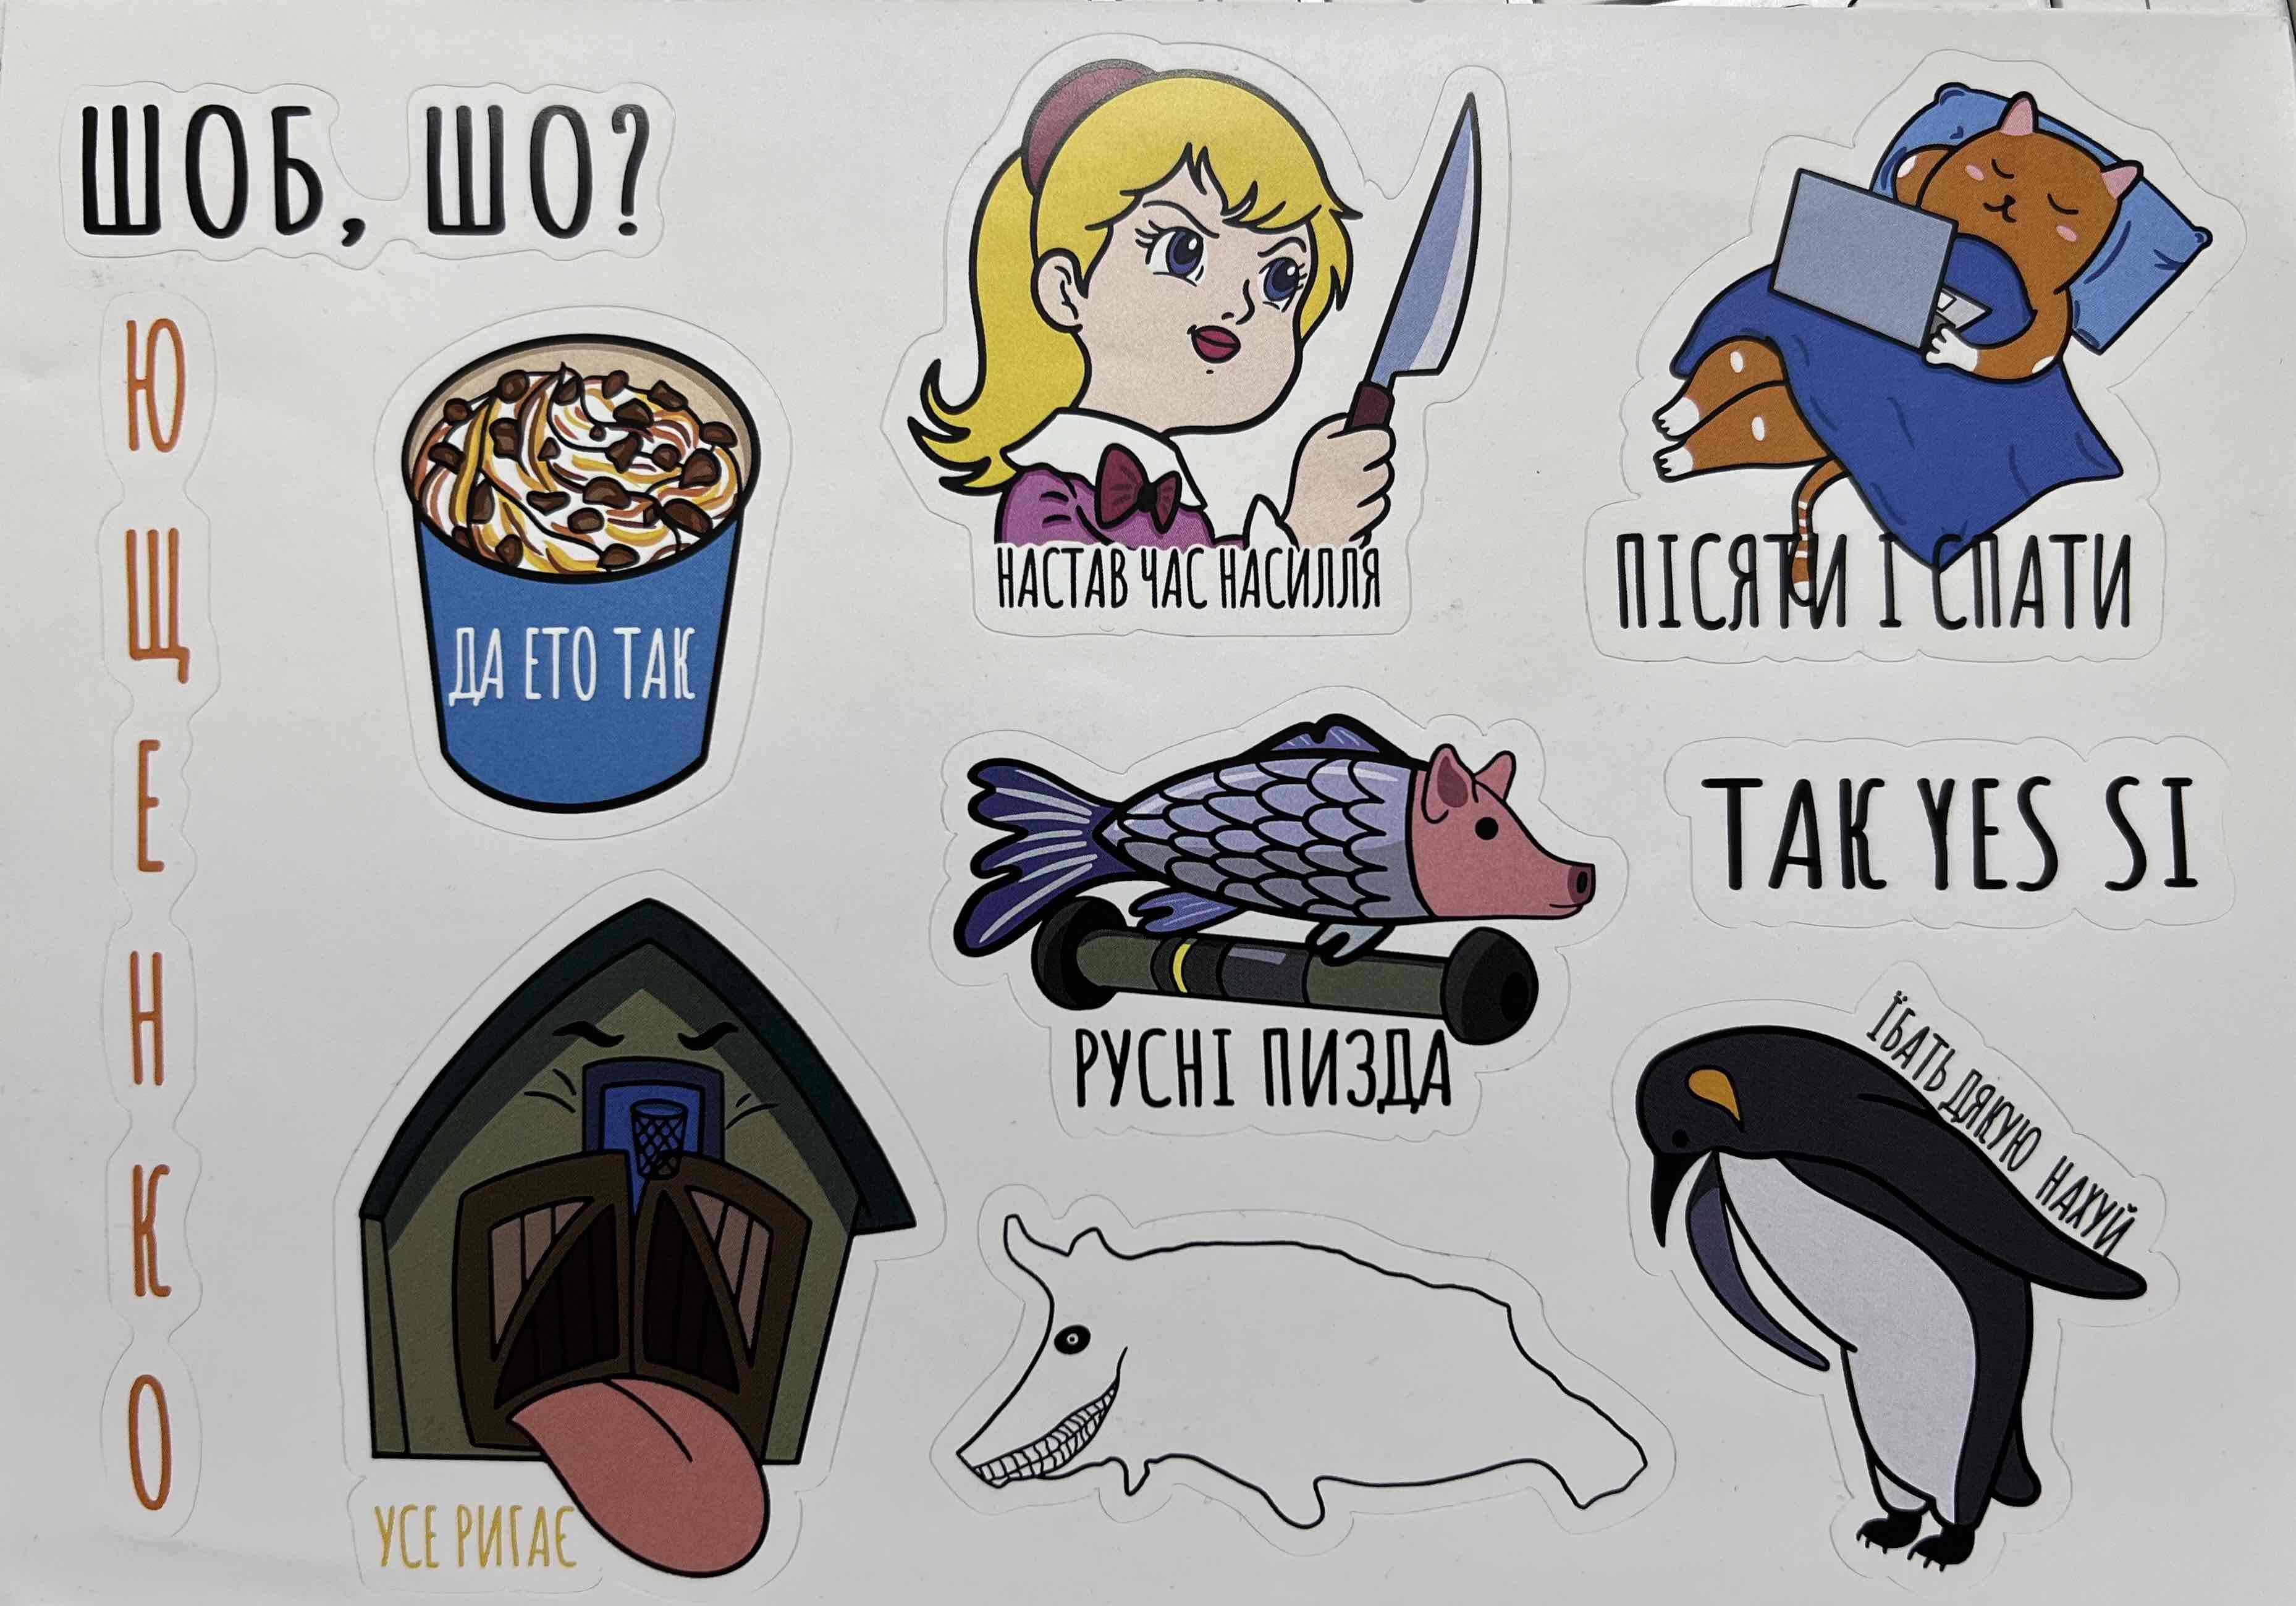 ШОБ, ШО?
ЮЩЕНКО
ДА ЕТО ТАК
НАСТАВ ЧАС НАСИЛЛЯ
ПІСЯТИ І СПАТИ
РУСНІ ПИЗДА
ТАК YES SI
УСЕ РИГАЄ
ЇБАТЬ ДЯКУЮ НАХУЙ